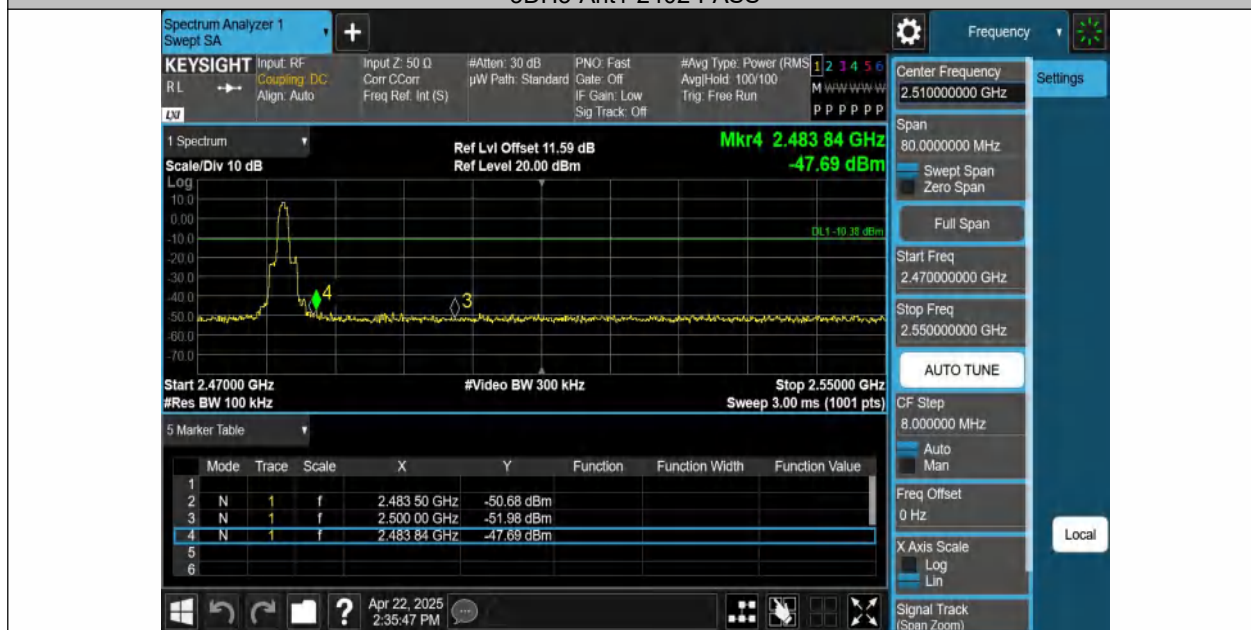 Spectrum Analyzer 1
Swept SA
Frequency
KEYSIGHT
RL
LXI
Input: RF
Coupling: DC
Align: Auto
Input Z: 50 Ω
Corr CCorr
Freq Ref: Int (S)
#Atten: 30 dB
µW Path: Standard
PNO: Fast
Gate: Off
IF Gain: Low
Sig Track: Off
#Avg Type: Power (RMS
Avg|Hold: 100/100
Trig: Free Run
1 2 3 4 5 6
M W W W W W
P P P P P P
1 Spectrum
Scale/Div 10 dB
Ref Lvl Offset 11.59 dB
Ref Level 20.00 dBm
Mkr4 2.483 84 GHz
-47.69 dBm
Log
10.0
0.00
-10.0
-20.0
-30.0
-40.0
-50.0
-60.0
-70.0
DL1 -10.38 dBm
4
3
Start 2.47000 GHz
#Res BW 100 kHz
#Video BW 300 kHz
Stop 2.55000 GHz
Sweep 3.00 ms (1001 pts)
5 Marker Table
Mode Trace Scale X Y Function Function Width Function Value
1
2 N 1 f 2.483 50 GHz -50.68 dBm
3 N 1 f 2.500 00 GHz -51.98 dBm
4 N 1 f 2.483 84 GHz -47.69 dBm
5
6
?
Apr 22, 2025
2:35:47 PM
Center Frequency
2.510000000 GHz
Settings
Span
80.0000000 MHz
Swept Span
Zero Span
Full Span
Start Freq
2.470000000 GHz
Stop Freq
2.550000000 GHz
AUTO TUNE
CF Step
8.000000 MHz
Auto
Man
Freq Offset
0 Hz
X Axis Scale
Log
Lin
Local
Signal Track
(Span Zoom)